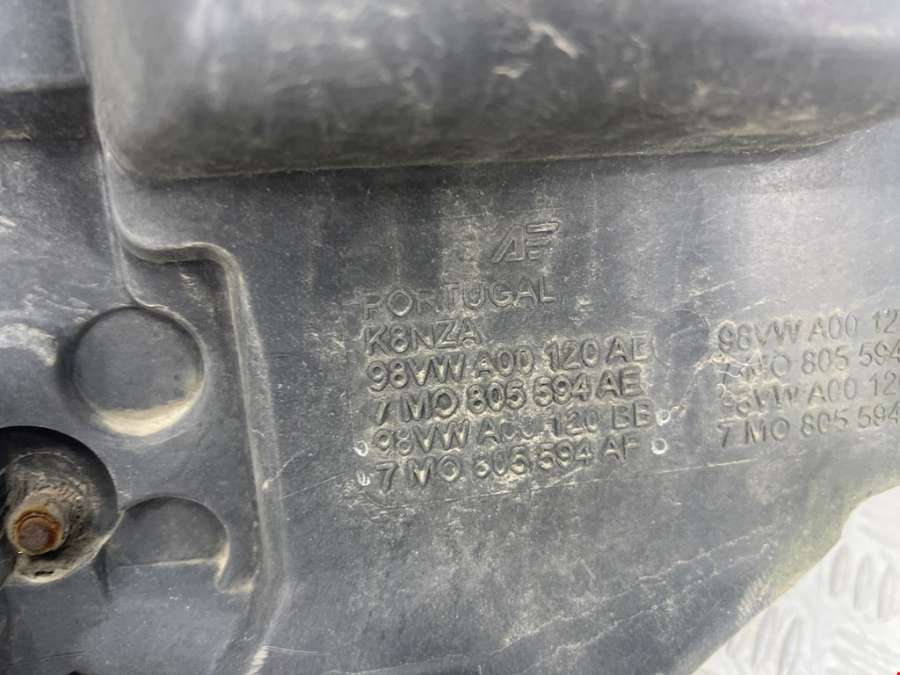 AF
PORTUGAL
K8NZA
98VW A00 120 AB
7 MO 805 594 AE
98VW A00 120 BB
7 MO 805 594 AF
98VW A00 12
7 MO 805 594
98VW A00 120
7 MO 805 594